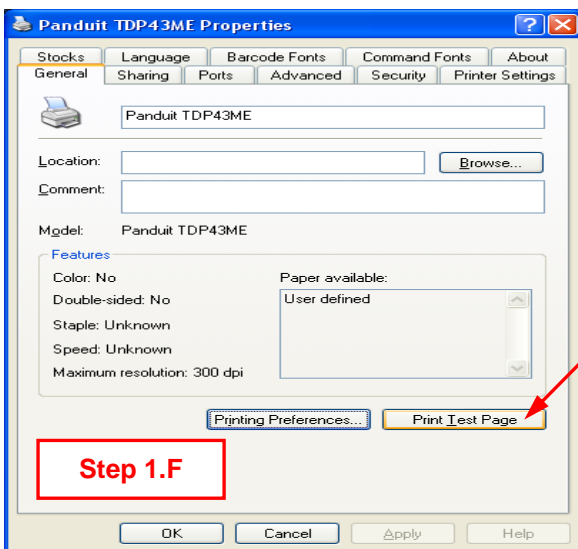 Panduit TDP43ME Properties
Stocks Language Barcode Fonts Command Fonts About
General Sharing Ports Advanced Security Printer Settings
Panduit TDP43ME
Location: Browse...
Comment:
Model: Panduit TDP43ME
Features
Color: No Paper available:
Double-sided: No User defined
Staple: Unknown
Speed: Unknown
Maximum resolution: 300 dpi
Printing Preferences... Print Test Page
Step 1.F
OK Cancel Apply Help